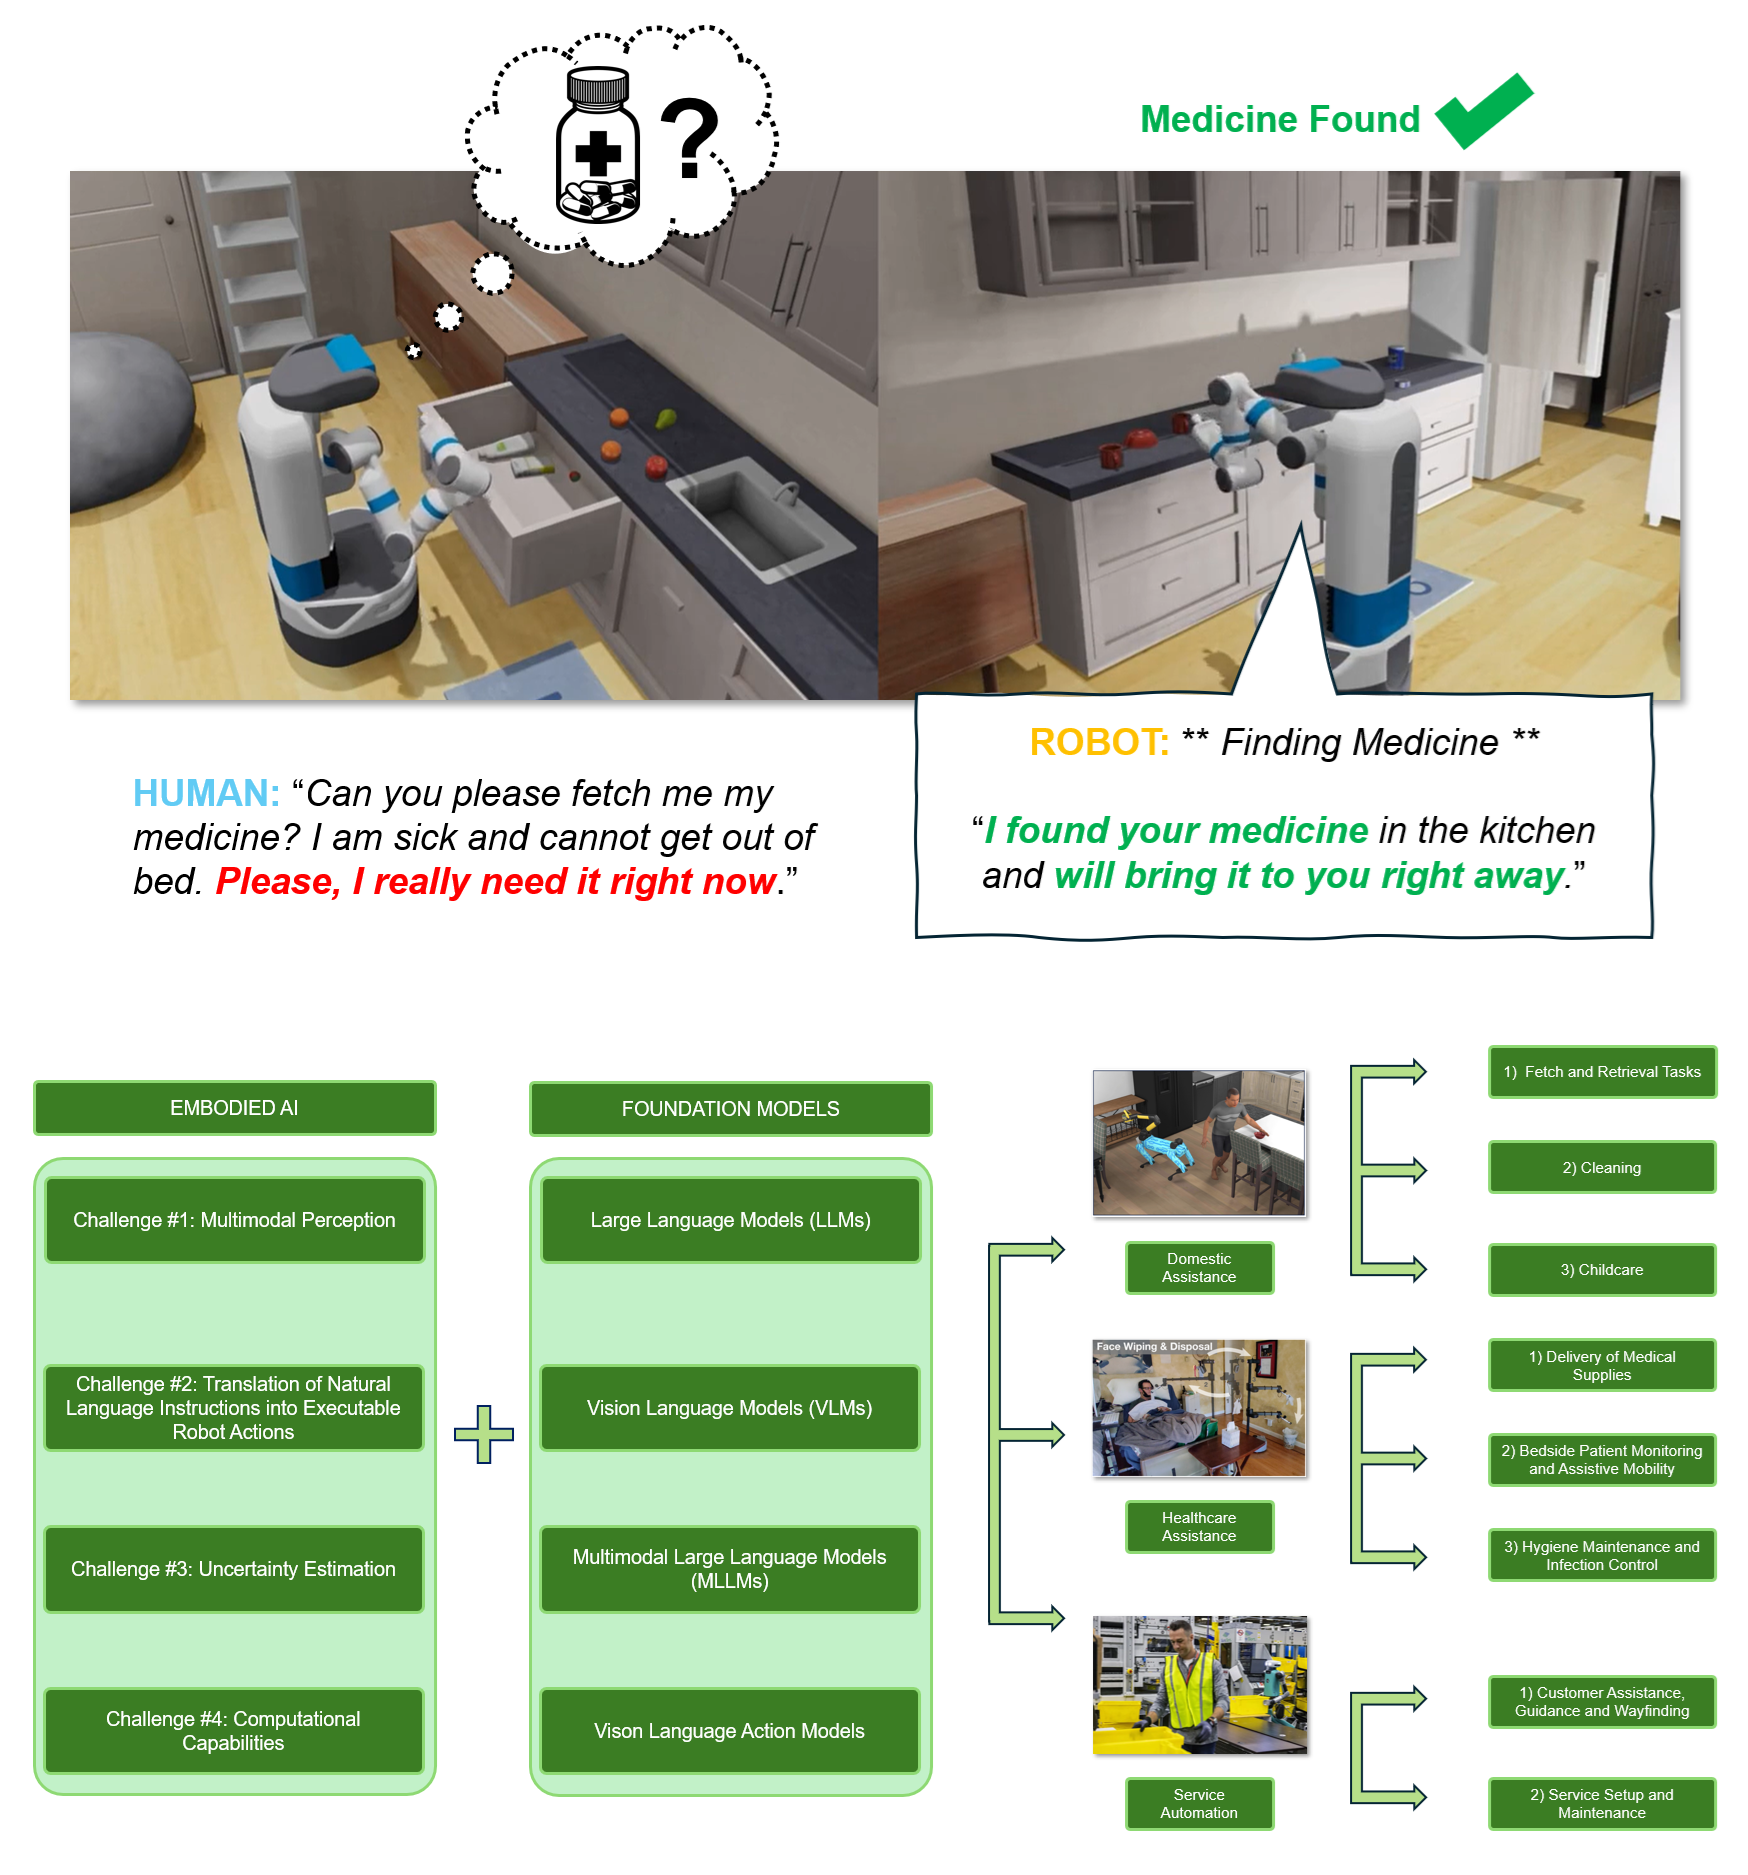 ?
Medicine Found
HUMAN: “Can you please fetch me my
medicine? I am sick and cannot get out of
bed. Please, I really need it right now.”
ROBOT: ** Finding Medicine **
“I found your medicine in the kitchen
and will bring it to you right away.”
EMBODIED AI
Challenge #1: Multimodal Perception
Challenge #2: Translation of Natural
Language Instructions into Executable
Robot Actions
Challenge #3: Uncertainty Estimation
Challenge #4: Computational
Capabilities
FOUNDATION MODELS
Large Language Models (LLMs)
Vision Language Models (VLMs)
Multimodal Large Language Models
(MLLMs)
Vison Language Action Models
Domestic
Assistance
1) Fetch and Retrieval Tasks
2) Cleaning
3) Childcare
Face Wiping & Disposal
Healthcare
Assistance
1) Delivery of Medical
Supplies
2) Bedside Patient Monitoring
and Assistive Mobility
3) Hygiene Maintenance and
Infection Control
Service
Automation
1) Customer Assistance,
Guidance and Wayfinding
2) Service Setup and
Maintenance